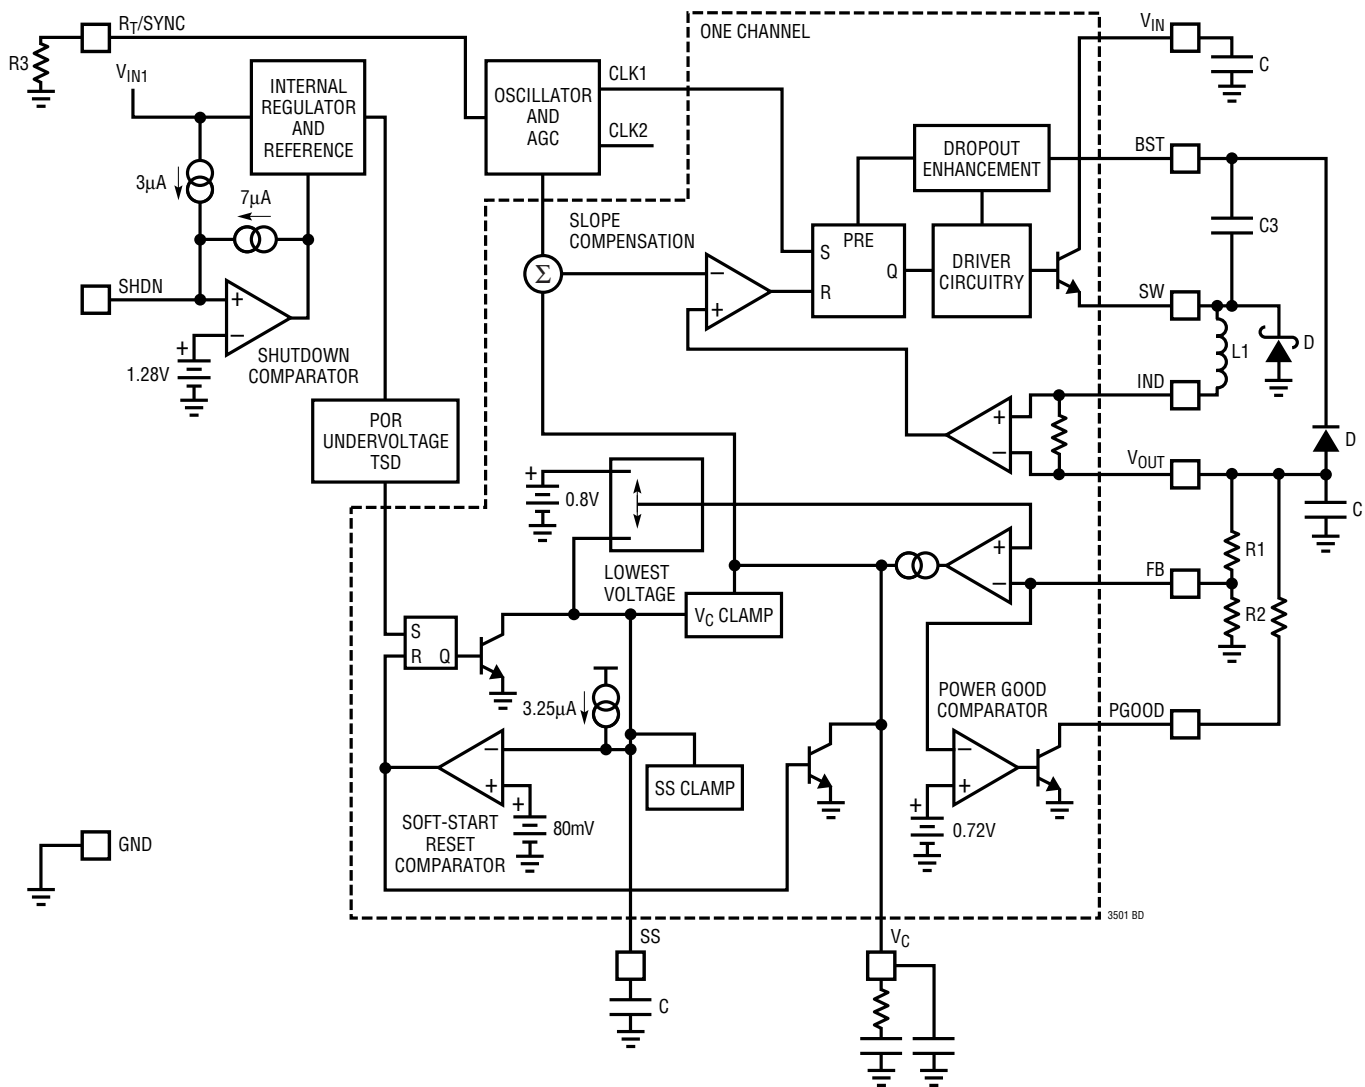 R3
RT/SYNC
VIN1
INTERNAL
REGULATOR
AND
REFERENCE
3µA
7µA
SHDN
+
–
+
1.28V
SHUTDOWN
COMPARATOR
POR
UNDERVOLTAGE
TSD
OSCILLATOR
AND
AGC
CLK1
CLK2
SLOPE
COMPENSATION
Σ
ONE CHANNEL
–
+
S
PRE
Q
R
DROPOUT
ENHANCEMENT
DRIVER
CIRCUITRY
VIN
C
BST
C3
SW
L1
D
IND
D
VOUT
C
+
–
R1
FB
R2
+
0.8V
LOWEST
VOLTAGE
+
–
VC CLAMP
S
R
Q
3.25µA
–
+
+
80mV
SOFT-START
RESET
COMPARATOR
SS CLAMP
POWER GOOD
COMPARATOR
–
+
+
0.72V
PGOOD
GND
3501 BD
SS
C
VC